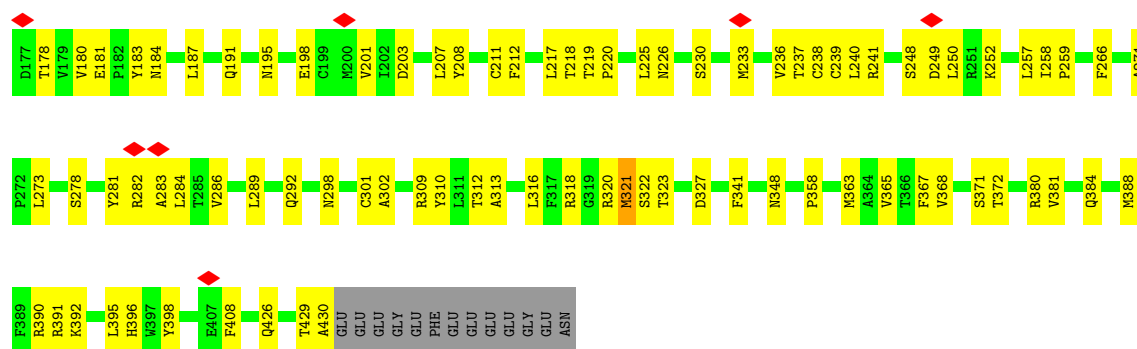 D177 T178 V179 V180 E181 P182 Y183 N184 L187 Q191 N195 E198 C199 M200 V201 I202 D203 L207 Y208 C211 F212 L217 T218 T219 P220 L225 N226 S230 M233 V236 T237 C238 C239 L240 R241 S248 D249 L250 R251 K252 L257 I258 P259 F266
P272 L273 S278 Y281 R282 A283 L284 T285 V286 L289 Q292 N298 C301 A302 R309 Y310 L311 T312 A313 L316 F317 R318 G319 R320 M321 S322 T323 D327 F341 N348 P358 M363 A364 V365 T366 F367 V368 S371 T372 R380 V381 Q384 M388
F389 R390 R391 K392 L395 H396 W397 Y398 E407 F408 Q426 T429 A430 GLU GLU GLU GLY GLU PHE GLU GLU GLU GLU GLY GLU ASN